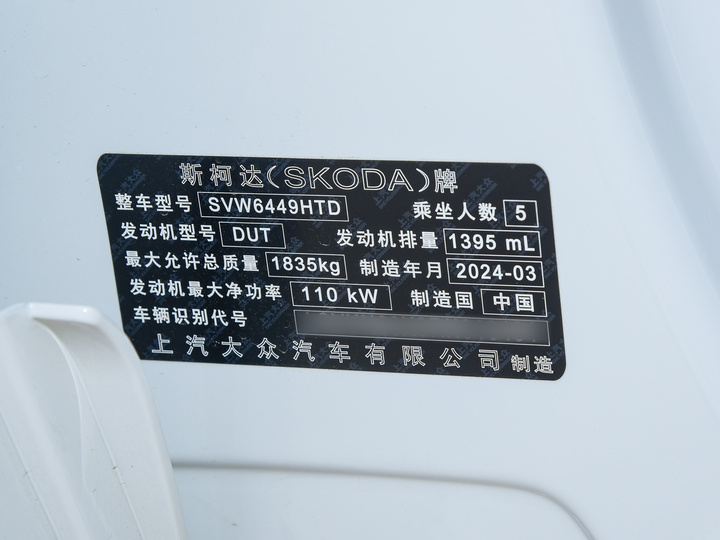 斯柯达(SKODA)牌
整车型号 SVW6449HTD 乘坐人数 5
发动机型号 DUT 发动机排量 1395 mL
最大允许总质量 1835kg 制造年月 2024-03
发动机最大净功率 110 kW 制造国 中国
车辆识别代号
上汽大众汽车有限公司 制造